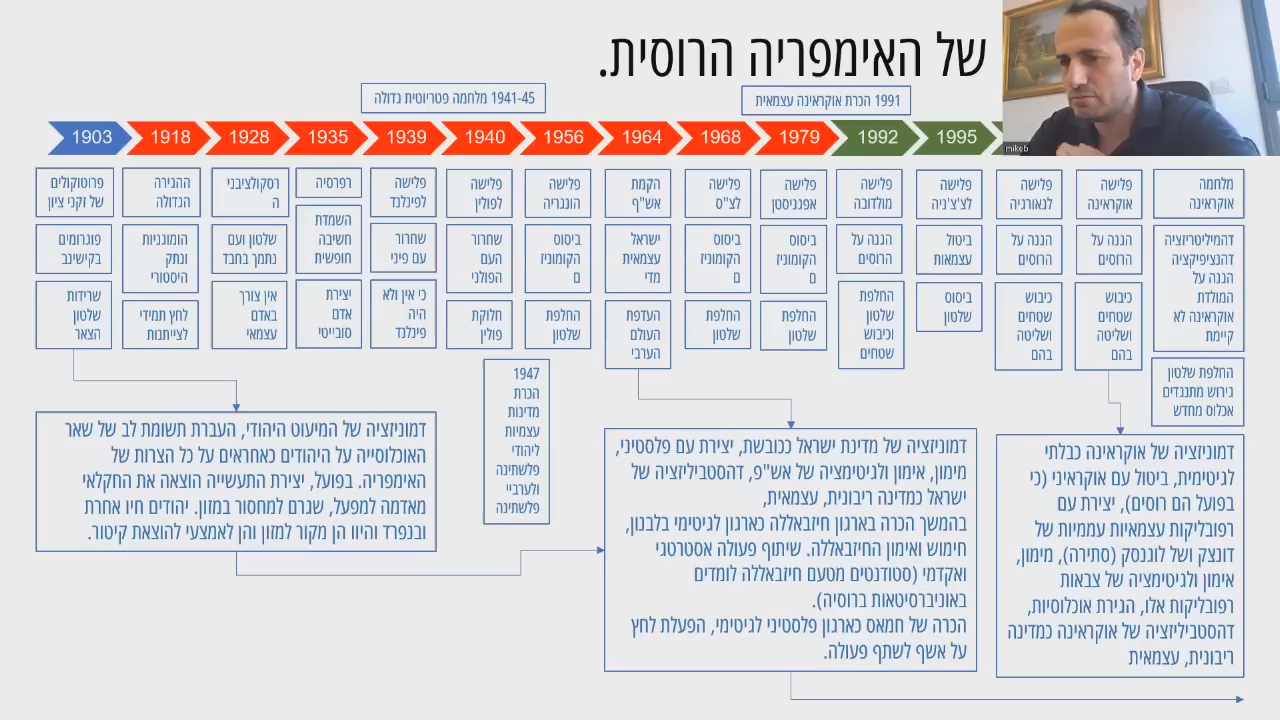 של האימפריה הרוסית.
mikeb
1941-45 מלחמה פטריוטית גדולה
1991 הכרת אוקראינה עצמאית
1903
1918
1928
1935
1939
1940
1956
1964
1968
1979
1992
1995
פרוטוקולים
של זקני ציון
פוגרומים
בקישינב
שרידות
שלטון
הצאר
ההגירה
הגדולה
הומוגניות
ונתק
היסטורי
לחץ תמידי
לצייתנות
רסקולציבני
ה
שלטון ועם
נתמך בחבד
אין צורך
באדם
עצמאי
רפרסיה
השמדת
חשיבה
חופשית
יצירת
אדם
סובייטי
פלישה
לפינלנד
שחרור
עם פיני
כי אין ולא
היה
פינלנד
פלישה
לפולין
שחרור
העם
הפולני
חלוקת
פולין
פלישה
הונגריה
ביסוס
הקומוניז
ם
החלפת
שלטון
הקמת
אש"ף
ישראל
עצמאית
מדי
העדפת
העולם
הערבי
פלישה
לצ'ס
ביסוס
הקומוניז
ם
החלפת
שלטון
פלישה
אפגניסטן
ביסוס
הקומוניז
ם
החלפת
שלטון
פלישה
מולדובה
הגנה על
הרוסים
החלפת
שלטון
וכיבוש
שטחים
פלישה
לצ'צ'ניה
ביטול
עצמאות
ביסוס
שלטון
פלישה
לגאורגיה
הגנה על
הרוסים
כיבוש
שטחים
ושליטה
בהם
פלישה
אוקראינה
הגנה על
הרוסים
כיבוש
שטחים
ושליטה
בהם
מלחמה
אוקראינה
דהמיליטריזציה
דהנציפיקציה
הגנה על
המולדת
אוקראינה לא
קיימת
החלפת שלטון
גירוש מתנגדים
אכלוס מחדש
1947
הכרת
מדינות
עצמיות
ליהודי
פלשתינה
ולערביי
פלשתינה
דמוניזציה של המיעוט היהודי, העברת תשומת לב של שאר
האוכלוסייה על היהודים כאחראים על כל הצרות של
האימפריה. בפועל, יצירת התעשייה הוצאה את החקלאי
מאדמה למפעל, שגרם למחסור במזון. יהודים חיו אחרת
ובנפרד והיוו הן מקור למזון והן לאמצעי להוצאת קיטור.
דמוניזציה של מדינת ישראל ככובשת, יצירת עם פלסטיני,
מימון, אימון ולגיטימציה של אש"פ, דהסטביליזציה של
ישראל כמדינה ריבונית, עצמאית,
בהמשך הכרה בארגון חיזבאללה כארגון לגיטימי בלבנון,
חימוש ואימון החיזבאללה. שיתוף פעולה אסטרטגי
ואקדמי (סטודנטים מטעם חיזבאללה לומדים
באוניברסיטאות ברוסיה).
הכרה של חמאס כארגון פלסטיני לגיטימי, הפעלת לחץ
על אשף לשתף פעולה.
דמוניזציה של אוקראינה כבלתי
לגיטימית, ביטול עם אוקראיני (כי
בפועל הם רוסים), יצירת עם
רפובליקות עצמאיות עממיות של
דונצק ושל לוגנסק (סתירה), מימון,
אימון ולגיטימציה של צבאות
רפובליקות אלו, הגירת אוכלוסיות,
דהסטביליזציה של אוקראינה כמדינה
ריבונית, עצמאית